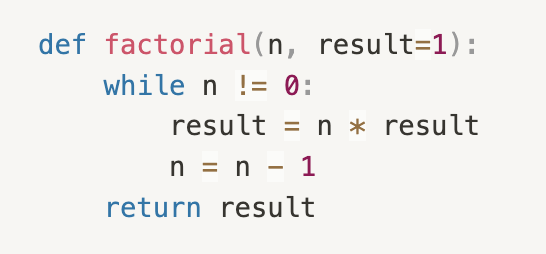 def factorial(n, result=1):
    while n != 0:
        result = n * result
        n = n - 1
    return result